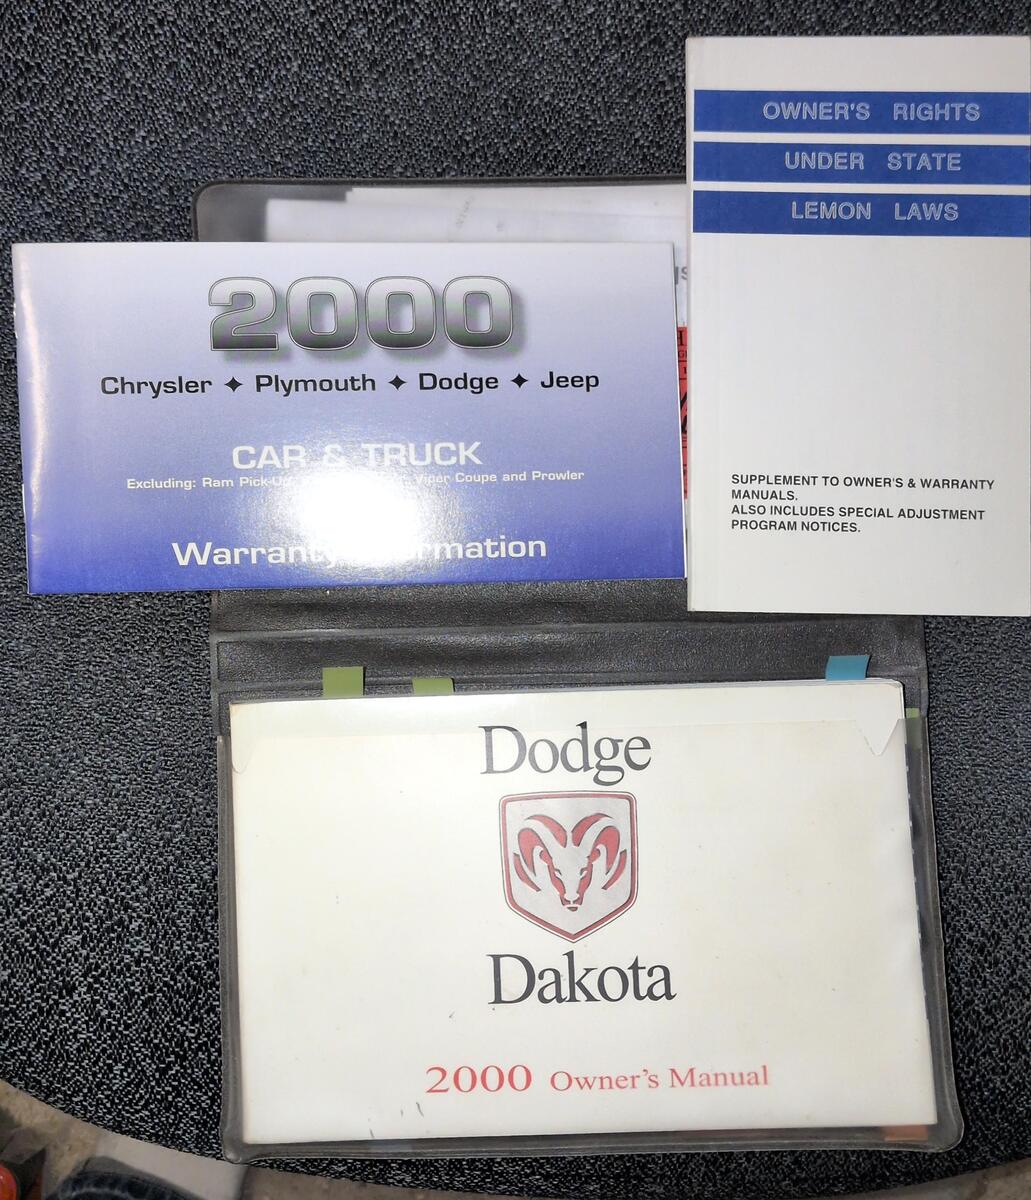 2000
Chrysler ✦ Plymouth ✦ Dodge ✦ Jeep
CAR & TRUCK
Excluding: Ram Pick-Up, Viper Coupe and Prowler
Warranty Information
OWNER'S RIGHTS
UNDER STATE
LEMON LAWS
SUPPLEMENT TO OWNER'S & WARRANTY
MANUALS.
ALSO INCLUDES SPECIAL ADJUSTMENT
PROGRAM NOTICES.
Dodge
Dakota
2000 Owner's Manual